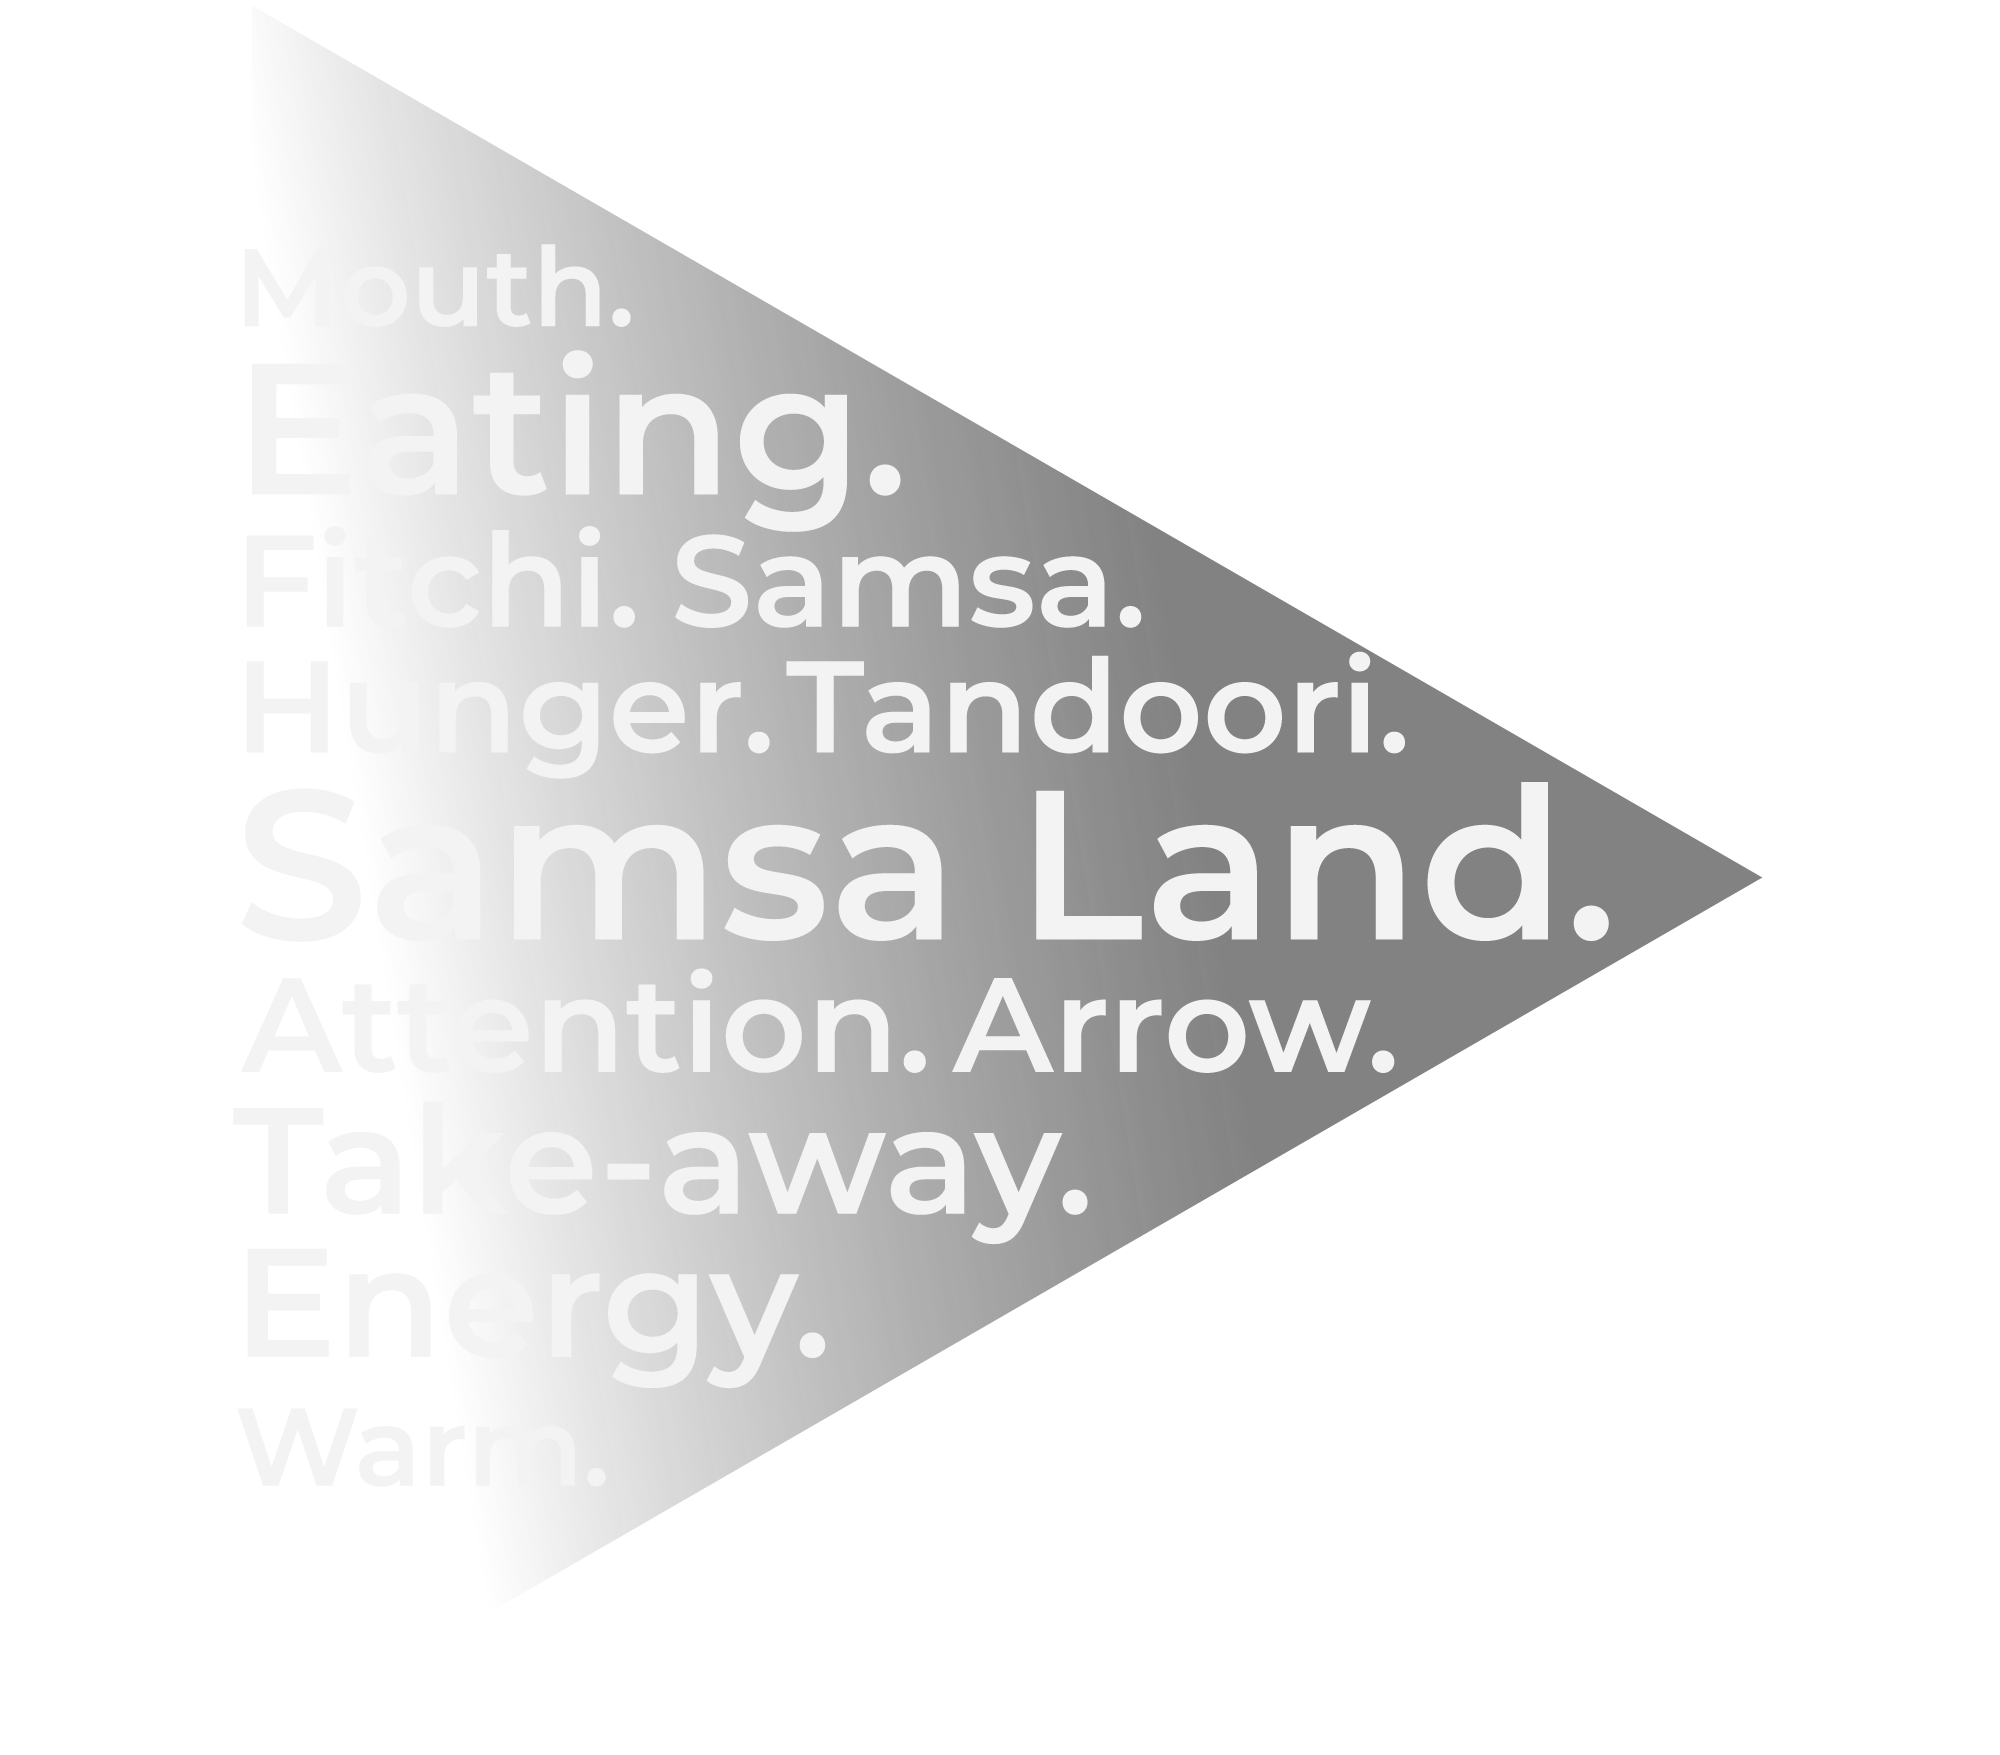 Mouth.
Eating.
Fitchi. Samsa.
Hunger. Tandoori.
Samsa Land.
Attention. Arrow.
Take-away.
Energy.
Warm.